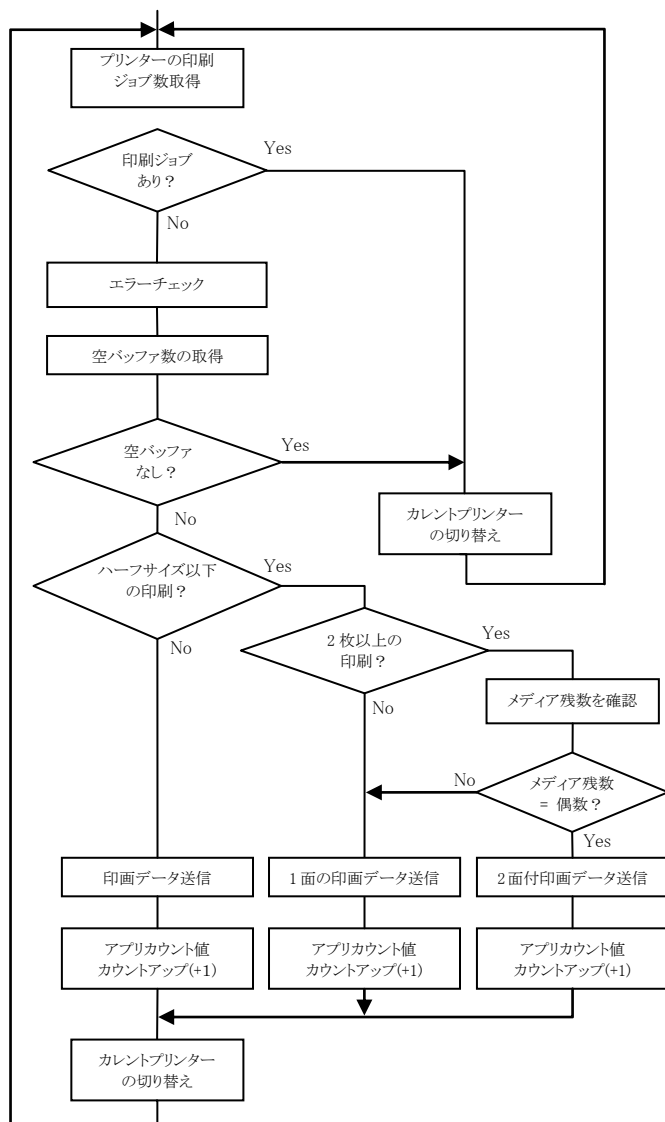 プリンターの印刷
ジョブ数取得
印刷ジョブ
あり？
Yes
No
エラーチェック
空バッファ数の取得
空バッファ
なし？
Yes
No
カレントプリンター
の切り替え
ハーフサイズ以下
の印刷？
Yes
No
2 枚以上の
印刷？
Yes
No
メディア残数を確認
メディア残数
= 偶数？
No
Yes
印画データ送信
1 面の印画データ送信
2 面付印画データ送信
アプリカウント値
カウントアップ(+1)
アプリカウント値
カウントアップ(+1)
アプリカウント値
カウントアップ(+1)
カレントプリンター
の切り替え